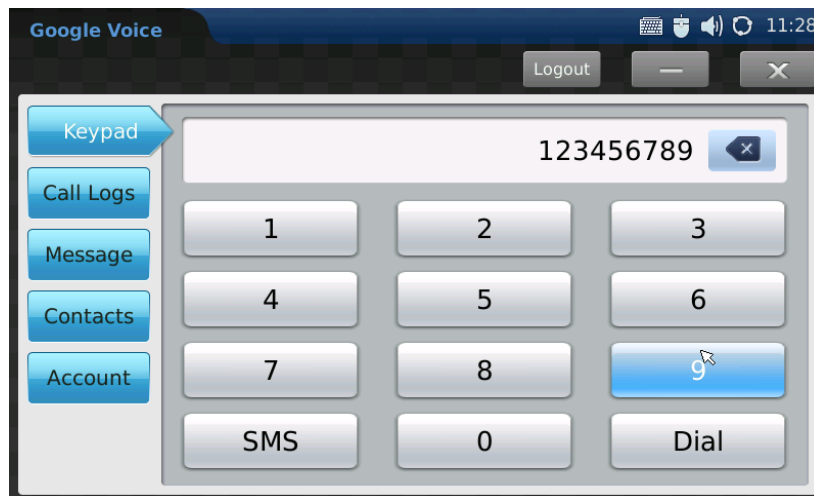 Google Voice
11:28
Logout
Keypad
123456789
Call Logs
1 2 3
Message
4 5 6
Contacts
7 8 9
Account
SMS 0 Dial